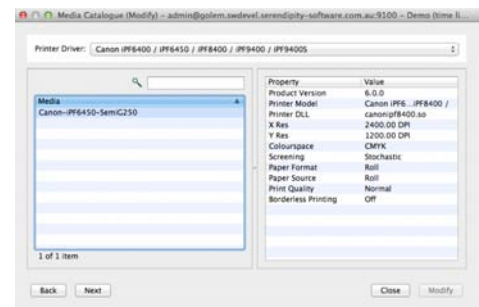 Media Catalogue (Modify) – admin@golem.swdevel.serendipity-software.com.au:9100 – Demo (time li...
Printer Driver: Canon iPF6400 / iPF6450 / iPF8400 / iPF9400 / iPF9400S
Media
Canon-iPF6450-SemiG250
1 of 1 item
Property Value
Product Version 6.0.0
Printer Model Canon iPF6...iPF8400 /
Printer DLL canonipf8400.so
X Res 2400.00 DPI
Y Res 1200.00 DPI
Colourspace CMYK
Screening Stochastic
Paper Format Roll
Paper Source Roll
Print Quality Normal
Borderless Printing Off
Back Next Close Modify